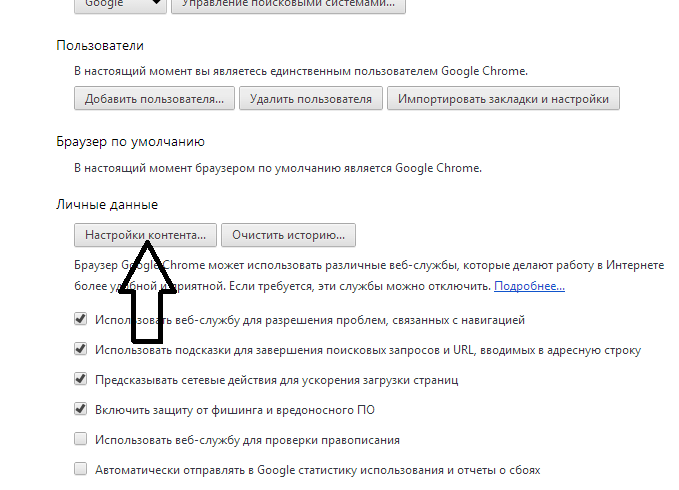 Google Управление поисковыми системами...
Пользователи
В настоящий момент вы являетесь единственным пользователем Google Chrome.
Добавить пользователя... Удалить пользователя Импортировать закладки и настройки
Браузер по умолчанию
В настоящий момент браузером по умолчанию является Google Chrome.
Личные данные
Настройки контента... Очистить историю...
Браузер Google Chrome может использовать различные веб-службы, которые делают работу в Интернете
более удобной и приятной. Если требуется, эти службы можно отключить. Подробнее...
Использовать веб-службу для разрешения проблем, связанных с навигацией
Использовать подсказки для завершения поисковых запросов и URL, вводимых в адресную строку
Предсказывать сетевые действия для ускорения загрузки страниц
Включить защиту от фишинга и вредоносного ПО
Использовать веб-службу для проверки правописания
Автоматически отправлять в Google статистику использования и отчеты о сбоях